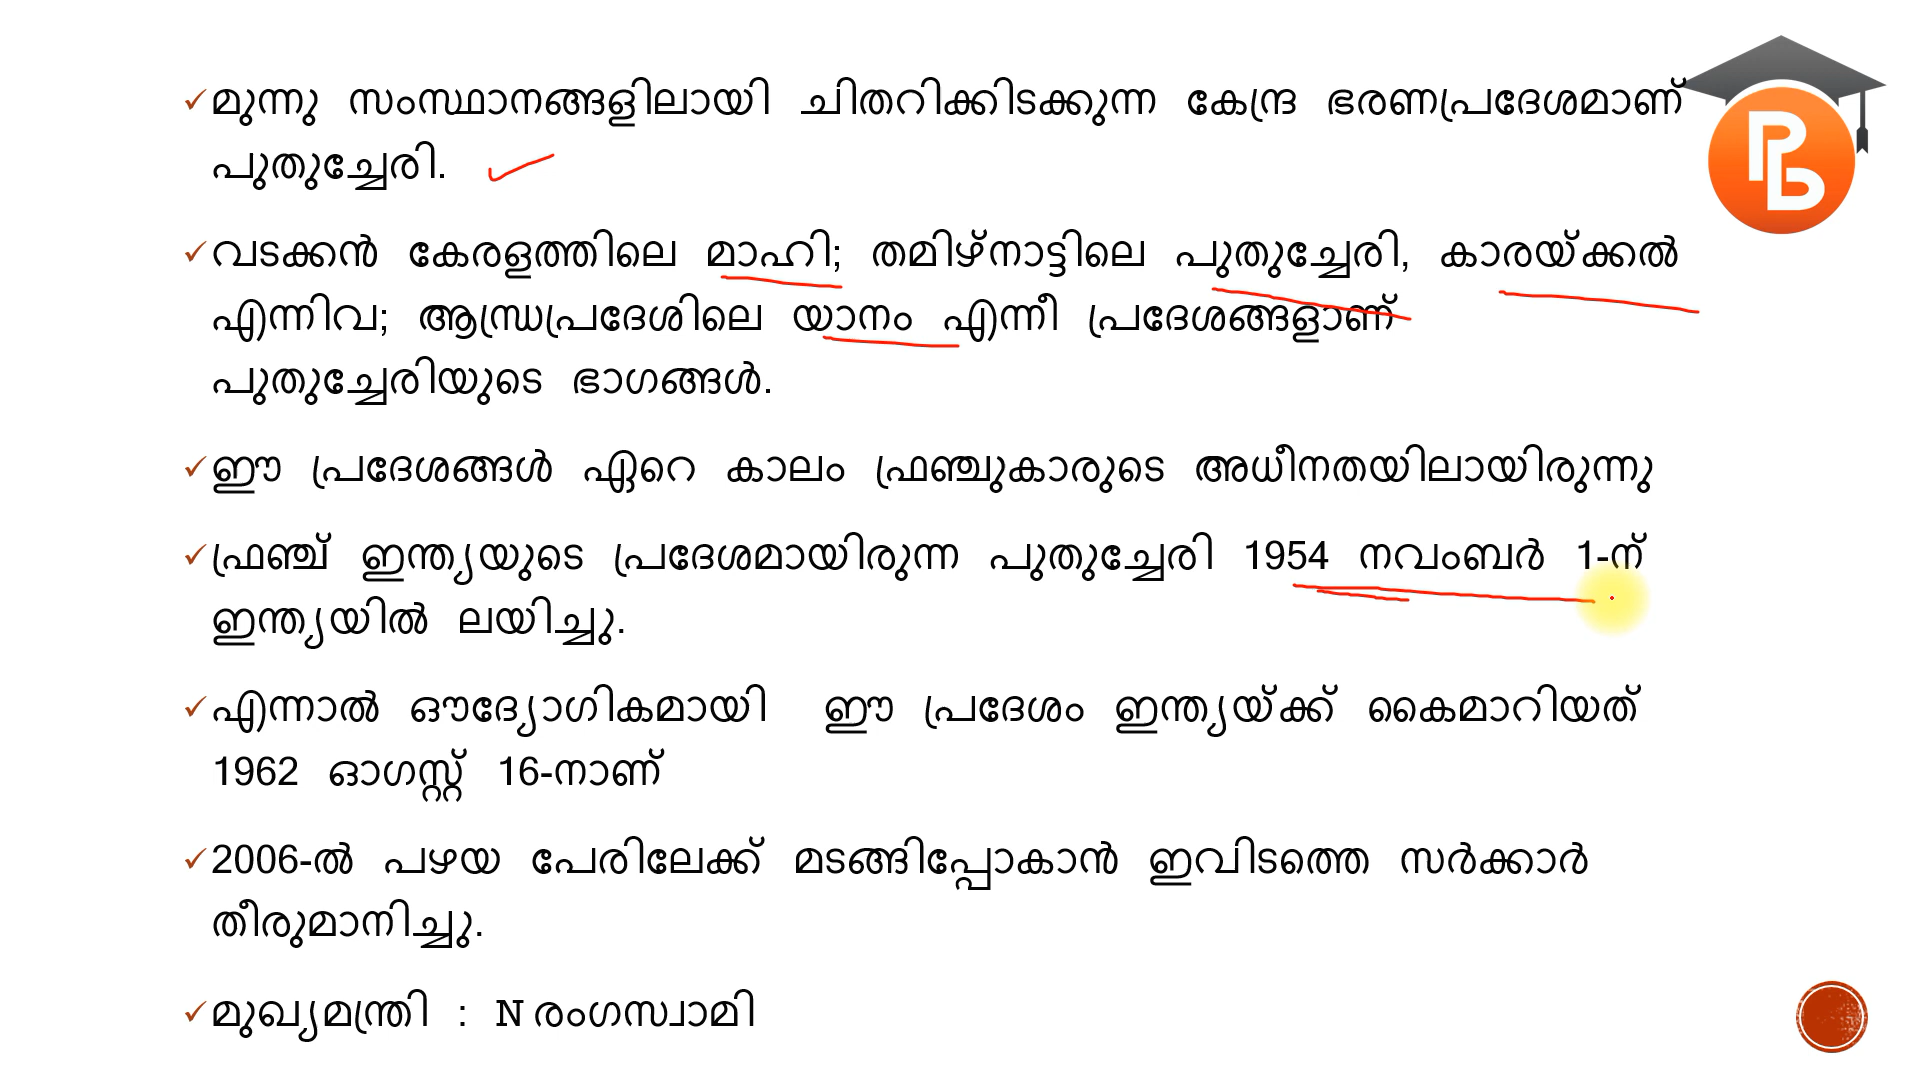 മുന്നു സംസ്ഥാനങ്ങളിലായി ചിതറിക്കിടക്കുന്ന കേന്ദ്ര ഭരണപ്രദേശമാണ്
പുതുച്ചേരി.
വടക്കൻ കേരളത്തിലെ മാഹി; തമിഴ്നാട്ടിലെ പുതുച്ചേരി, കാരയ്ക്കൽ
എന്നിവ; ആന്ധ്രപ്രദേശിലെ യാനം എന്നീ പ്രദേശങ്ങളാണ്
പുതുച്ചേരിയുടെ ഭാഗങ്ങൾ.
ഈ പ്രദേശങ്ങൾ ഏറെ കാലം ഫ്രഞ്ചുകാരുടെ അധീനതയിലായിരുന്നു
ഫ്രഞ്ച് ഇന്ത്യയുടെ പ്രദേശമായിരുന്ന പുതുച്ചേരി 1954 നവംബർ 1-ന്
ഇന്ത്യയിൽ ലയിച്ചു.
എന്നാൽ ഔദ്യോഗികമായി ഈ പ്രദേശം ഇന്ത്യയ്ക്ക് കൈമാറിയത്
1962 ഓഗസ്റ്റ് 16-നാണ്
2006-ൽ പഴയ പേരിലേക്ക് മടങ്ങിപ്പോകാൻ ഇവിടത്തെ സർക്കാർ
തീരുമാനിച്ചു.
മുഖ്യമന്ത്രി : N രംഗസ്വാമി